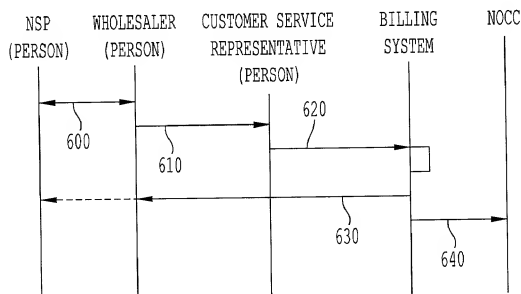 NSP
(PERSON)
WHOLESALER
(PERSON)
CUSTOMER SERVICE
REPRESENTATIVE
(PERSON)
BILLING
SYSTEM
NOCC
600
610
620
630
640